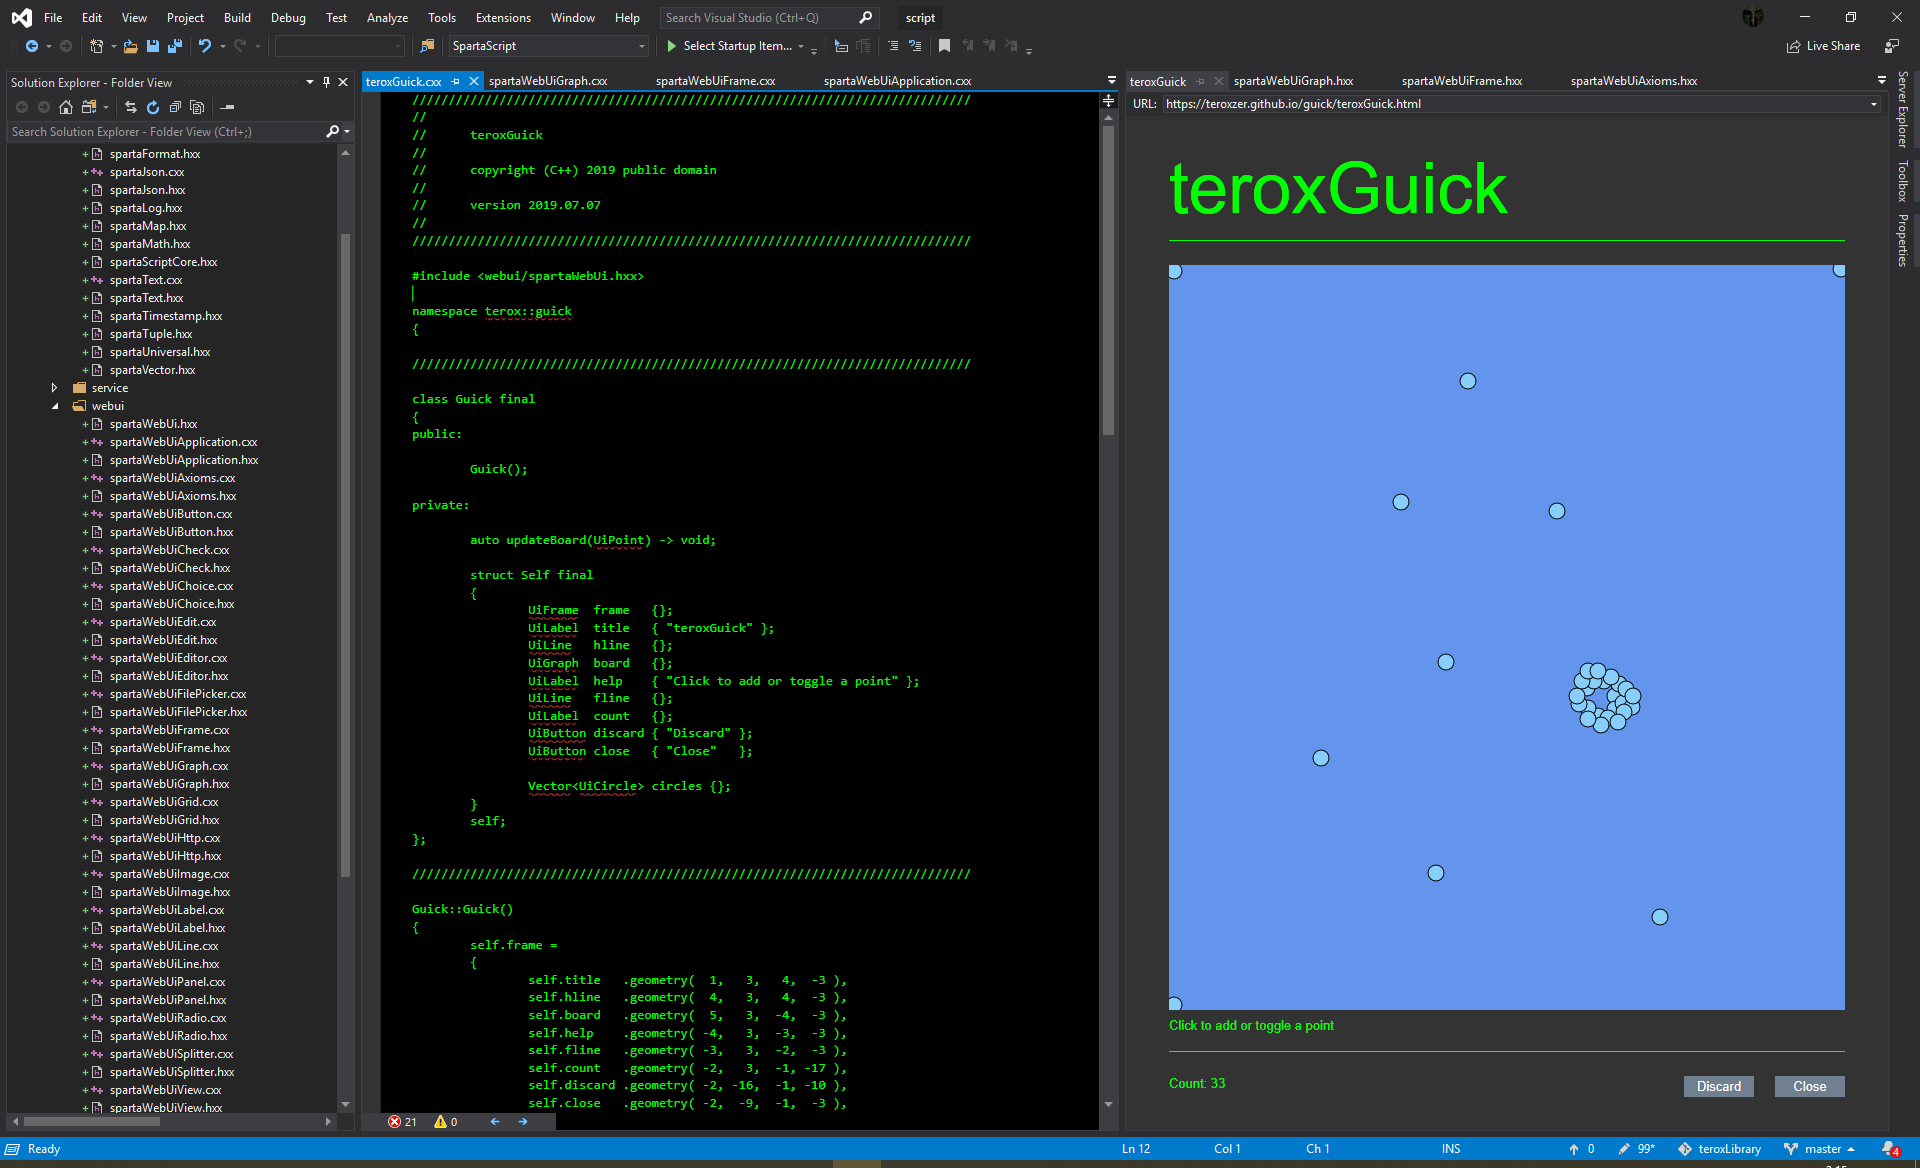 File Edit View Project Build Debug Test Analyze Tools Extensions Window Help Search Visual Studio (Ctrl+Q) script
SpartaScript Select Startup Item... Live Share
Solution Explorer - Folder View
Search Solution Explorer - Folder View (Ctrl+;)
spartaFormat.hxx
spartaJson.cxx
spartaJson.hxx
spartaLog.hxx
spartaMap.hxx
spartaMath.hxx
spartaScriptCore.hxx
spartaText.cxx
spartaText.hxx
spartaTimestamp.hxx
spartaTuple.hxx
spartaUniversal.hxx
spartaVector.hxx
service
webui
spartaWebUi.hxx
spartaWebUiApplication.cxx
spartaWebUiApplication.hxx
spartaWebUiAxioms.cxx
spartaWebUiAxioms.hxx
spartaWebUiButton.cxx
spartaWebUiButton.hxx
spartaWebUiCheck.cxx
spartaWebUiCheck.hxx
spartaWebUiChoice.cxx
spartaWebUiChoice.hxx
spartaWebUiEdit.cxx
spartaWebUiEdit.hxx
spartaWebUiEditor.cxx
spartaWebUiEditor.hxx
spartaWebUiFilePicker.cxx
spartaWebUiFilePicker.hxx
spartaWebUiFrame.cxx
spartaWebUiFrame.hxx
spartaWebUiGraph.cxx
spartaWebUiGraph.hxx
spartaWebUiGrid.cxx
spartaWebUiGrid.hxx
spartaWebUiHttp.cxx
spartaWebUiHttp.hxx
spartaWebUiImage.cxx
spartaWebUiImage.hxx
spartaWebUiLabel.cxx
spartaWebUiLabel.hxx
spartaWebUiLine.cxx
spartaWebUiLine.hxx
spartaWebUiPanel.cxx
spartaWebUiPanel.hxx
spartaWebUiRadio.cxx
spartaWebUiRadio.hxx
spartaWebUiSplitter.cxx
spartaWebUiSplitter.hxx
spartaWebUiView.cxx
spartaWebUiView.hxx
teroxGuick.cxx spartaWebUiGraph.cxx spartaWebUiFrame.cxx spartaWebUiApplication.cxx
/////////////////////////////////////////////////////////////////////////////
//
// teroxGuick
//
// copyright (C++) 2019 public domain
//
// version 2019.07.07
//
/////////////////////////////////////////////////////////////////////////////
#include <webui/spartaWebUi.hxx>
namespace terox::guick
{
/////////////////////////////////////////////////////////////////////////////
class Guick final
{
public:
Guick();
private:
auto updateBoard(UiPoint) -> void;
struct Self final
{
UiFrame frame {};
UiLabel title { "teroxGuick" };
UiLine hline {};
UiGraph board {};
UiLabel help { "Click to add or toggle a point" };
UiLine fline {};
UiLabel count {};
UiButton discard { "Discard" };
UiButton close { "Close" };
Vector<UiCircle> circles {};
}
self;
};
/////////////////////////////////////////////////////////////////////////////
Guick::Guick()
{
self.frame =
{
self.title .geometry( 1, 3, 4, -3 ),
self.hline .geometry( 4, 3, 4, -3 ),
self.board .geometry( 5, 3, -4, -3 ),
self.help .geometry( -4, 3, -3, -3 ),
self.fline .geometry( -3, 3, -2, -3 ),
self.count .geometry( -2, 3, -1, -17 ),
self.discard .geometry( -2, -16, -1, -10 ),
self.close .geometry( -2, -9, -1, -3 ),
21 0
teroxGuick spartaWebUiGraph.hxx spartaWebUiFrame.hxx spartaWebUiAxioms.hxx
URL: https://teroxzer.github.io/guick/teroxGuick.html
teroxGuick
Click to add or toggle a point
Count: 33 Discard Close
Server Explorer
Toolbox
Properties
Ready Ln 12 Col 1 Ch 1 INS 0 99* teroxLibrary master 4